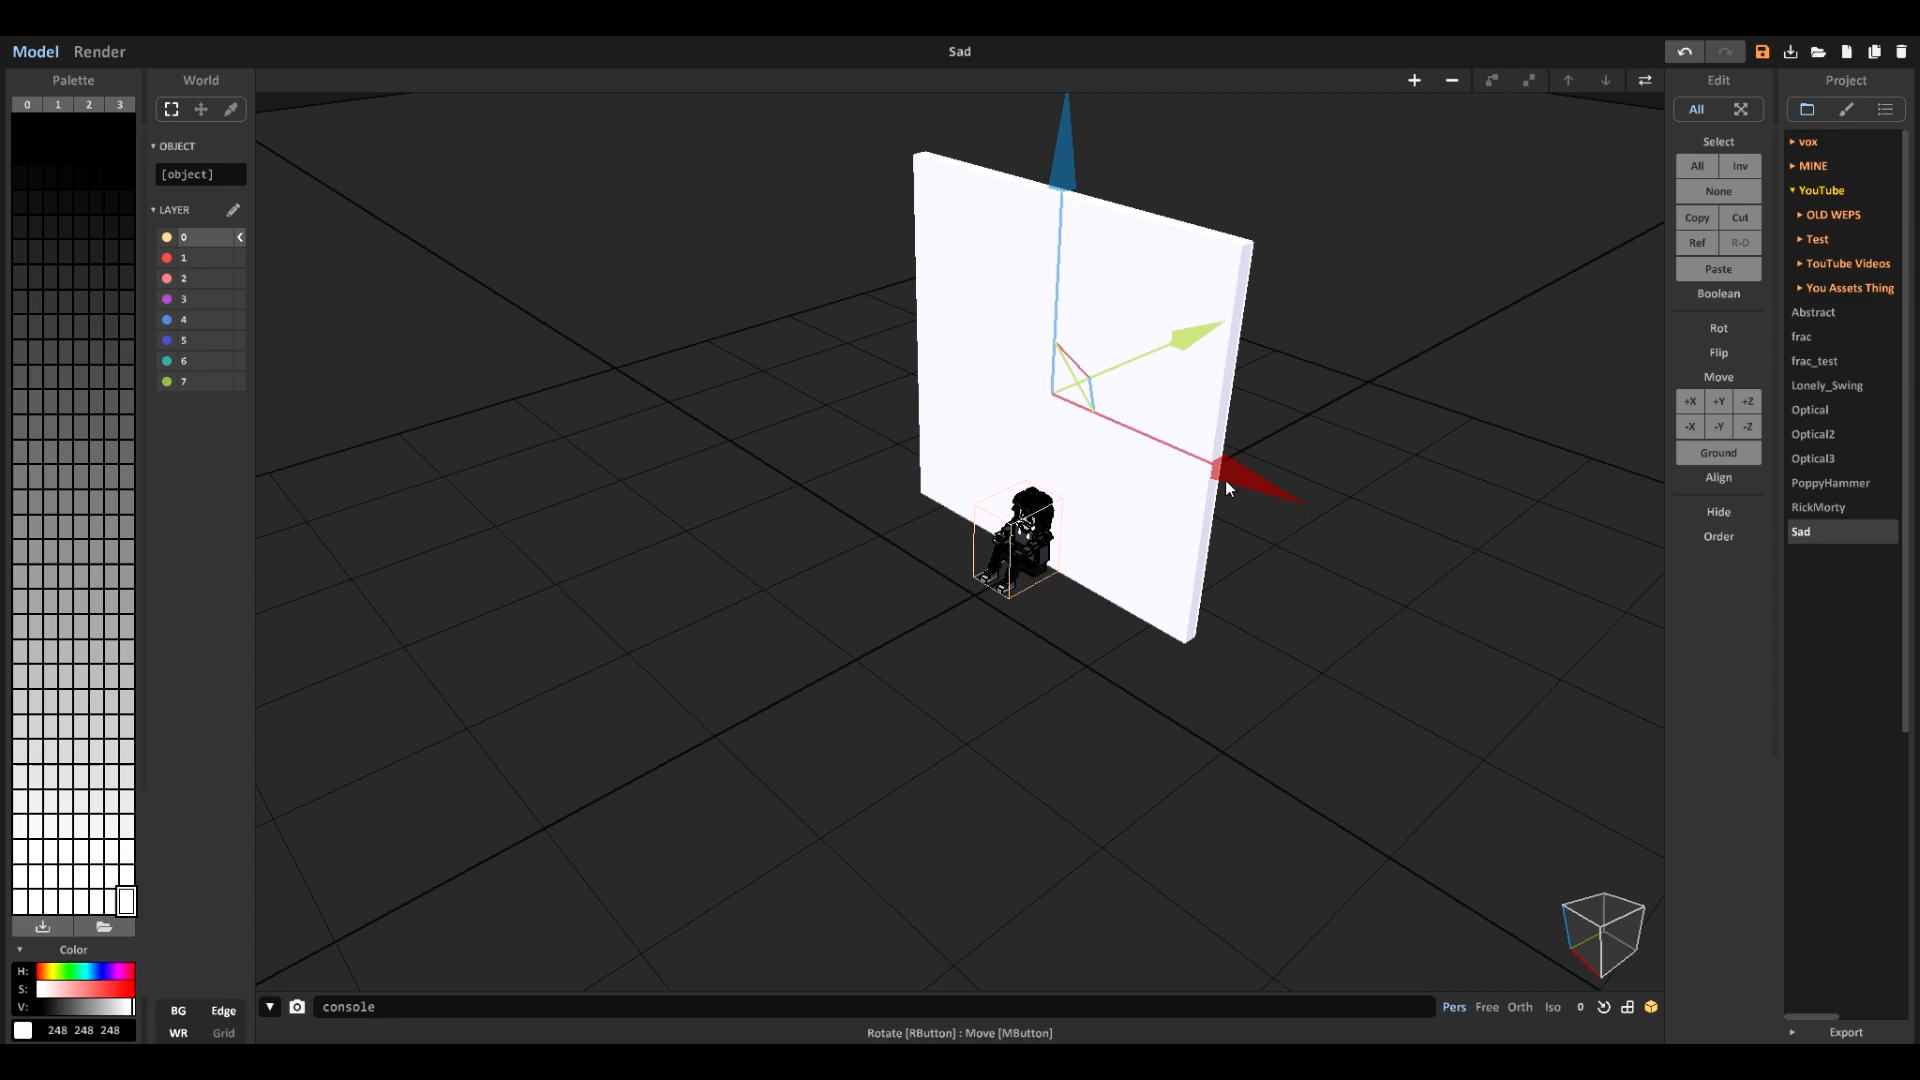 Model Render
Sad
Palette
World
Edit
Project
0 1 2 3
All
OBJECT
[object]
LAYER
0
1
2
3
4
5
6
7
Select
All Inv
None
Copy Cut
Ref R-D
Paste
Boolean
Rot
Flip
Move
+X +Y +Z
-X -Y -Z
Ground
Align
Hide
Order
vox
MINE
YouTube
OLD WEPS
Test
TouTube Videos
You Assets Thing
Abstract
frac
frac_test
Lonely_Swing
Optical
Optical2
Optical3
PoppyHammer
RickMorty
Sad
Color
H:
S:
V:
248 248 248
BG Edge
WR Grid
console
Pers Free Orth Iso 0
Rotate [RButton] : Move [MButton]
Export